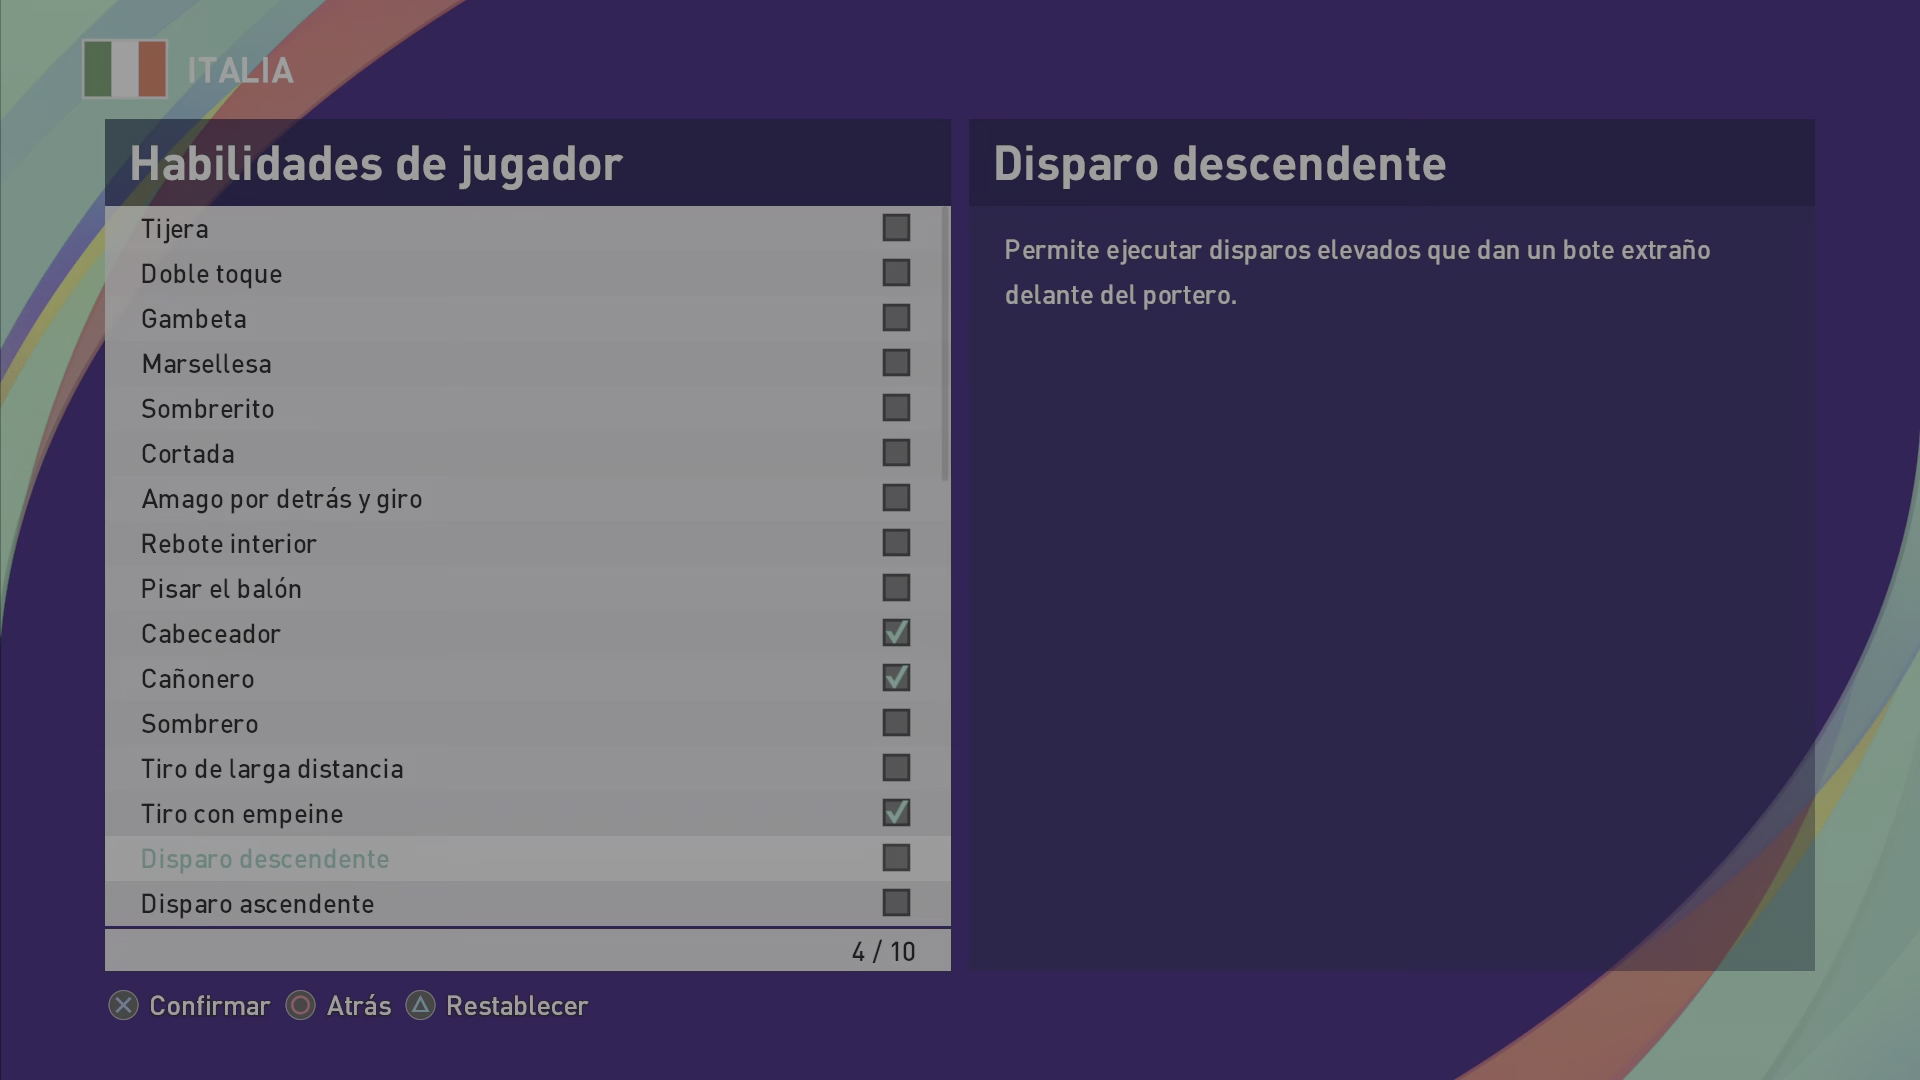 ITALIA
Habilidades de jugador
Tijera
Doble toque
Gambeta
Marsellesa
Sombrerito
Cortada
Amago por detrás y giro
Rebote interior
Pisar el balón
Cabeceador
Cañonero
Sombrero
Tiro de larga distancia
Tiro con empeine
Disparo descendente
Disparo ascendente
4 / 10
Disparo descendente
Permite ejecutar disparos elevados que dan un bote extraño
delante del portero.
Confirmar Atrás Restablecer